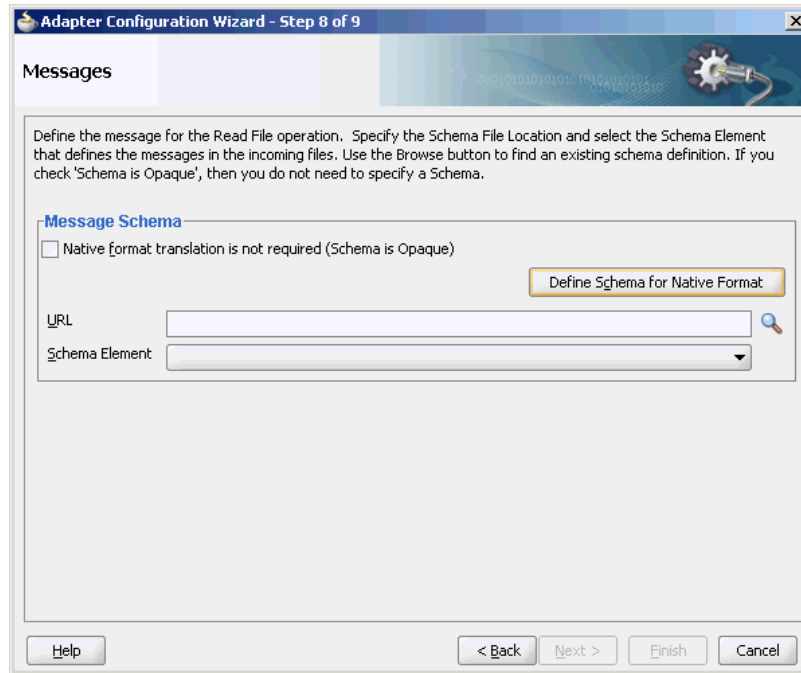 Adapter Configuration Wizard - Step 8 of 9
Messages
Define the message for the Read File operation.  Specify the Schema File Location and select the Schema Element
that defines the messages in the incoming files. Use the Browse button to find an existing schema definition. If you
check 'Schema is Opaque', then you do not need to specify a Schema.
Message Schema
Native format translation is not required (Schema is Opaque)
Define Schema for Native Format
URL
Schema Element
Help
< Back
Next >
Finish
Cancel